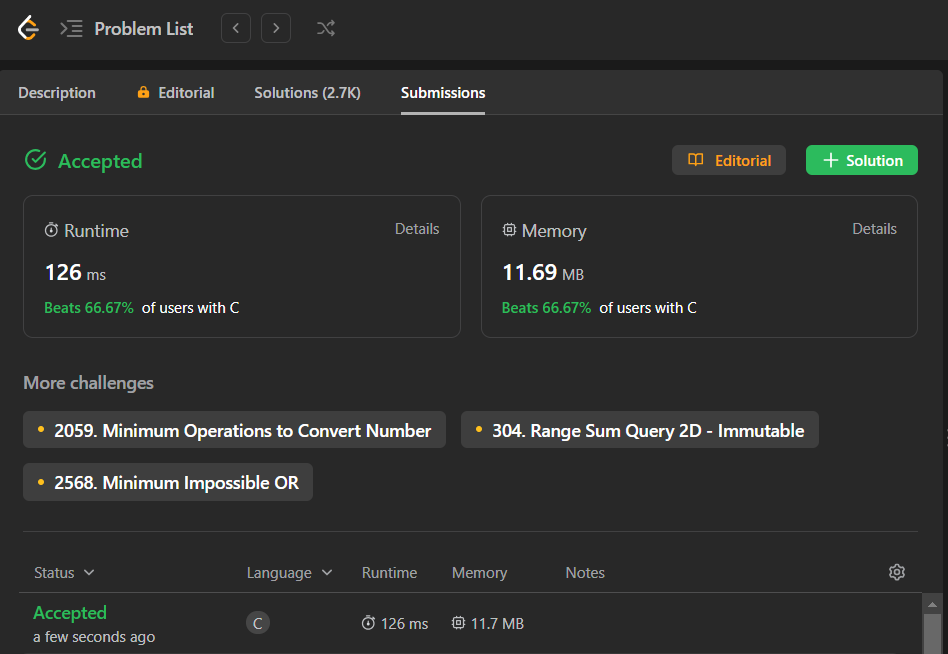 Problem List
Description Editorial Solutions (2.7K) Submissions
Accepted Editorial Solution
Runtime Details
126 ms
Beats 66.67% of users with C
Memory Details
11.69 MB
Beats 66.67% of users with C
More challenges
2059. Minimum Operations to Convert Number
304. Range Sum Query 2D - Immutable
2568. Minimum Impossible OR
Status Language Runtime Memory Notes
Accepted
a few seconds ago
C 126 ms 11.7 MB